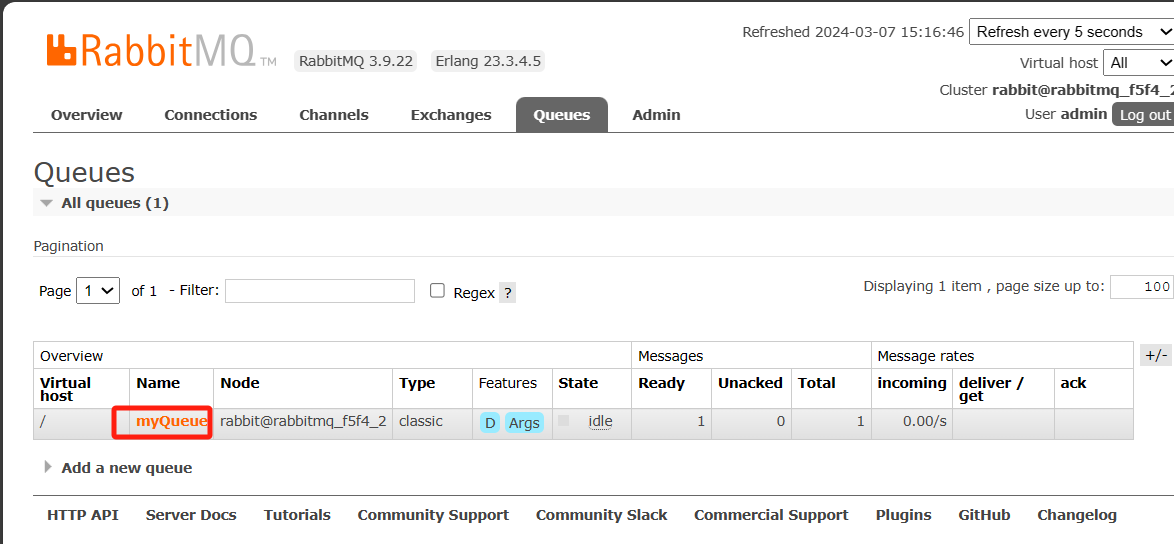 Refreshed 2024-03-07 15:16:46 Refresh every 5 seconds
RabbitMQ TM RabbitMQ 3.9.22 Erlang 23.3.4.5
Virtual host All
Cluster rabbit@rabbitmq_f5f4_2
User admin Log out
Overview Connections Channels Exchanges Queues Admin
Queues
All queues (1)
Pagination
Page 1 of 1 - Filter: Regex ? Displaying 1 item , page size up to: 100
Overview Messages Message rates +/-
Virtual host Name Node Type Features State Ready Unacked Total incoming deliver / get ack
/ myQueue rabbit@rabbitmq_f5f4_2 classic D Args idle 1 0 1 0.00/s
Add a new queue
HTTP API Server Docs Tutorials Community Support Community Slack Commercial Support Plugins GitHub Changelog